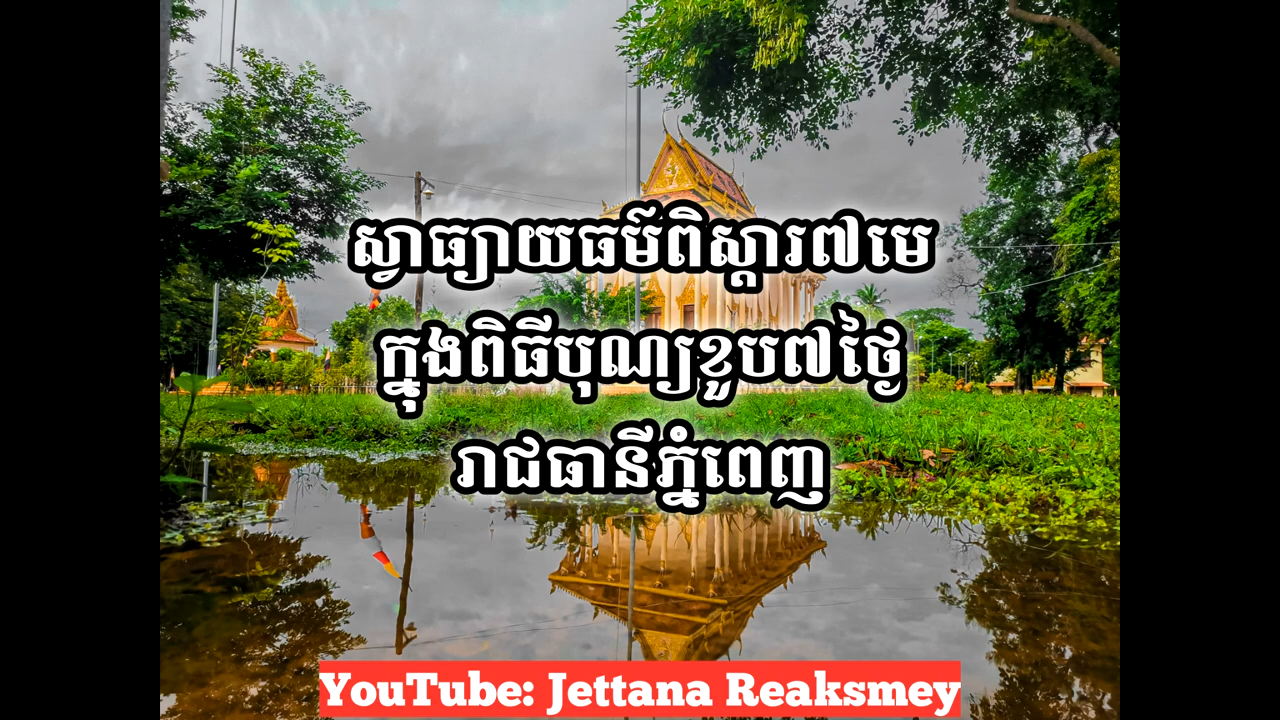 ស្វាធ្យាយធម៌ពិស្ដារ៧មេ
ក្នុងពិធីបុណ្យខួប៧ថ្ងៃ
រាជធានីភ្នំពេញ
YouTube: Jettana Reaksmey